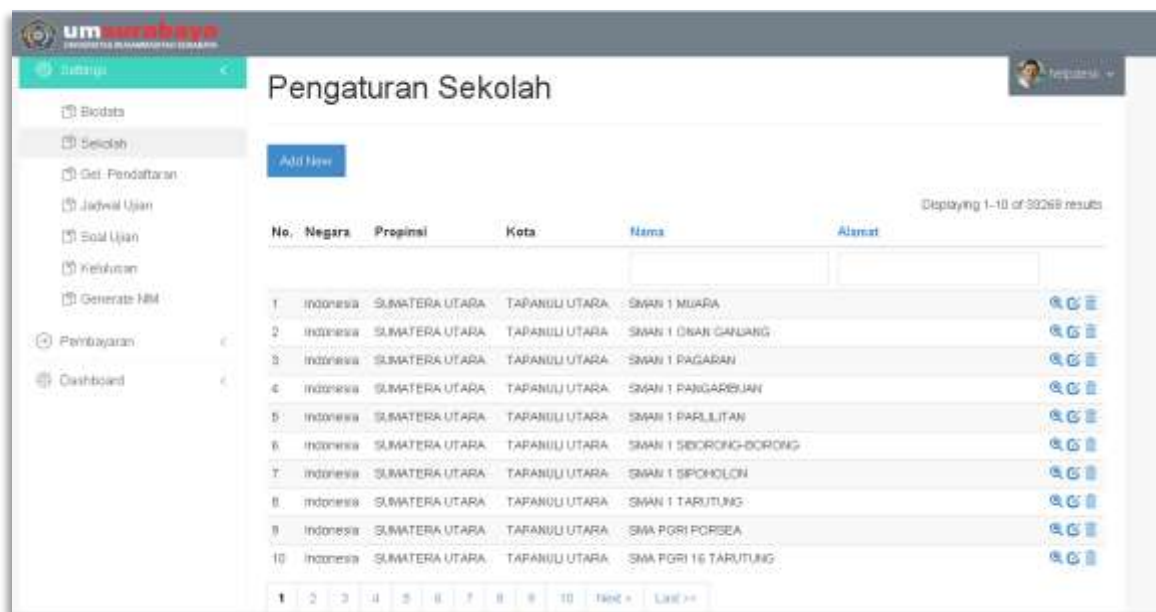 umsurabaya
UNIVERSITAS MUHAMMADIYAH SURABAYA
Settings
helpdesk
Pengaturan Sekolah
Biodata
Sekolah
Gel. Pendaftaran
Jadwal Ujian
Soal Ujian
Kelulusan
Generate NIM
Pembayaran
Dashboard
Add New
Displaying 1-10 of results
No. Negara Propinsi Kota Nama Alamat
1 Indonesia SUMATERA UTARA TAPANULI UTARA SMAN 1 MUARA
2 Indonesia SUMATERA UTARA TAPANULI UTARA SMAN 1 ONAN GANJANG
3 Indonesia SUMATERA UTARA TAPANULI UTARA SMAN 1 PAGARAN
4 Indonesia SUMATERA UTARA TAPANULI UTARA SMAN 1 PANGARIBUAN
5 Indonesia SUMATERA UTARA TAPANULI UTARA SMAN 1 PARLILITAN
6 Indonesia SUMATERA UTARA TAPANULI UTARA SMAN 1 SIBORONG-BORONG
7 Indonesia SUMATERA UTARA TAPANULI UTARA SMAN 1 SIPOHOLON
8 Indonesia SUMATERA UTARA TAPANULI UTARA SMAN 1 TARUTUNG
9 Indonesia SUMATERA UTARA TAPANULI UTARA SMA PGRI PORSEA
10 Indonesia SUMATERA UTARA TAPANULI UTARA SMA PGRI 16 TARUTUNG
1 2 3 4 5 6 7 8 9 10 Next > Last >>